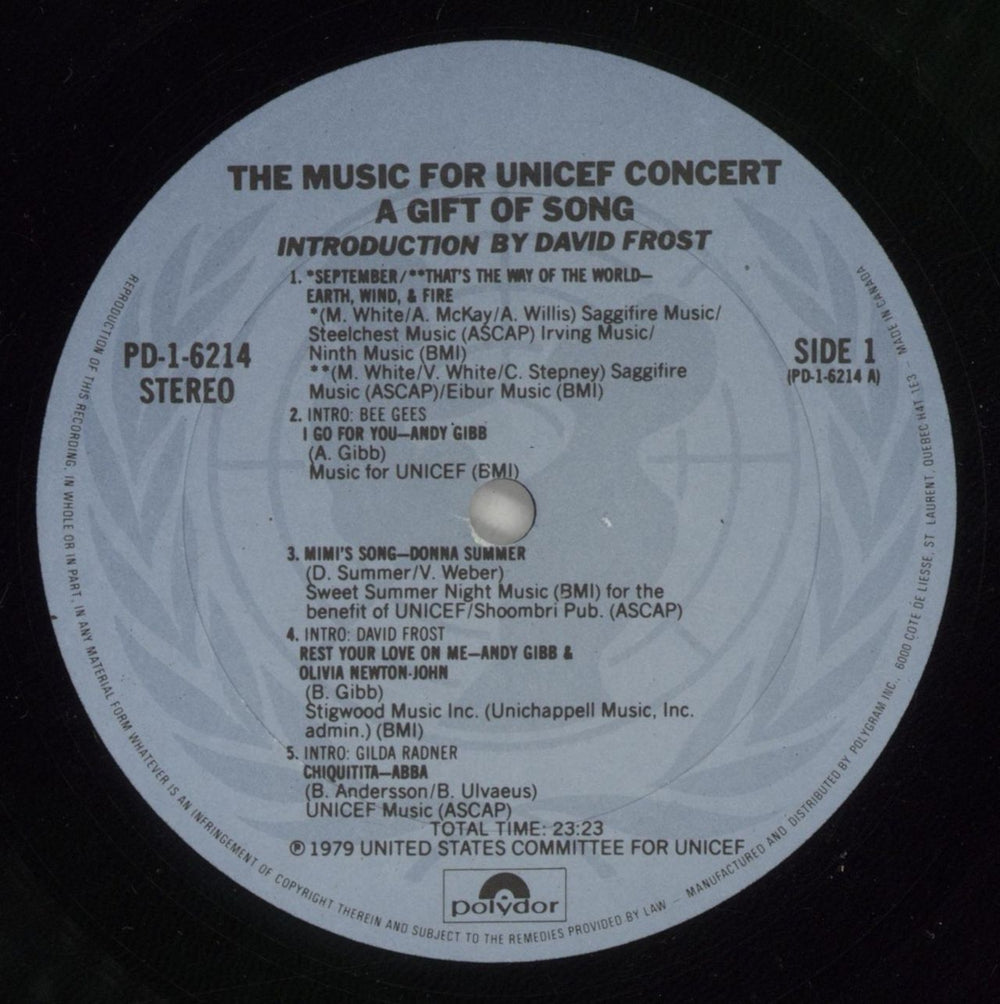 THE MUSIC FOR UNICEF CONCERT
A GIFT OF SONG
INTRODUCTION BY DAVID FROST
1. *SEPTEMBER/**THAT'S THE WAY OF THE WORLD—
EARTH, WIND, & FIRE
*(M. White/A. McKay/A. Willis) Saggifire Music/
Steelchest Music (ASCAP) Irving Music/
Ninth Music (BMI)
**(M. White/V. White/C. Stepney) Saggifire
Music (ASCAP)/Eibur Music (BMI)
PD-1-6214
STEREO
SIDE 1
(PD-1-6214 A)
2. INTRO: BEE GEES
I GO FOR YOU—ANDY GIBB
(A. Gibb)
Music for UNICEF (BMI)
3. MIMI'S SONG—DONNA SUMMER
(D. Summer/V. Weber)
Sweet Summer Night Music (BMI) for the
benefit of UNICEF/Shoombri Pub. (ASCAP)
4. INTRO: DAVID FROST
REST YOUR LOVE ON ME—ANDY GIBB &
OLIVIA NEWTON-JOHN
(B. Gibb)
Stigwood Music Inc. (Unichappell Music, Inc.
admin.) (BMI)
5. INTRO: GILDA RADNER
CHIQUITITA—ABBA
(B. Andersson/B. Ulvaeus)
UNICEF Music (ASCAP)
TOTAL TIME: 23:23
℗ 1979 UNITED STATES COMMITTEE FOR UNICEF
polydor
REPRODUCTION OF THIS RECORDING, IN WHOLE OR IN PART, IN ANY MATERIAL FORM WHATEVER IS AN INFRINGEMENT OF COPYRIGHT THEREIN AND SUBJECT TO THE REMEDIES PROVIDED BY LAW — MANUFACTURED AND DISTRIBUTED BY POLYGRAM INC., 6000 COTE DE LIESSE, ST LAURENT, QUEBEC H4T 1E3 — MADE IN CANADA